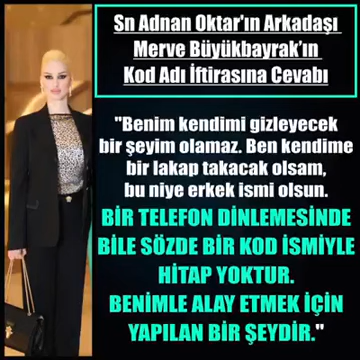 Sn Adnan Oktar'ın Arkadaşı
Merve Büyükbayrak’ın
Kod Adı İftirasına Cevabı
"Benim kendimi gizleyecek
bir şeyim olamaz. Ben kendime
bir lakap takacak olsam,
bu niye erkek ismi olsun.
BİR TELEFON DİNLEMESİNDE
BİLE SÖZDE BİR KOD İSMİYLE
HİTAP YOKTUR.
BENİMLE ALAY ETMEK İÇİN
YAPILAN BİR ŞEYDİR."